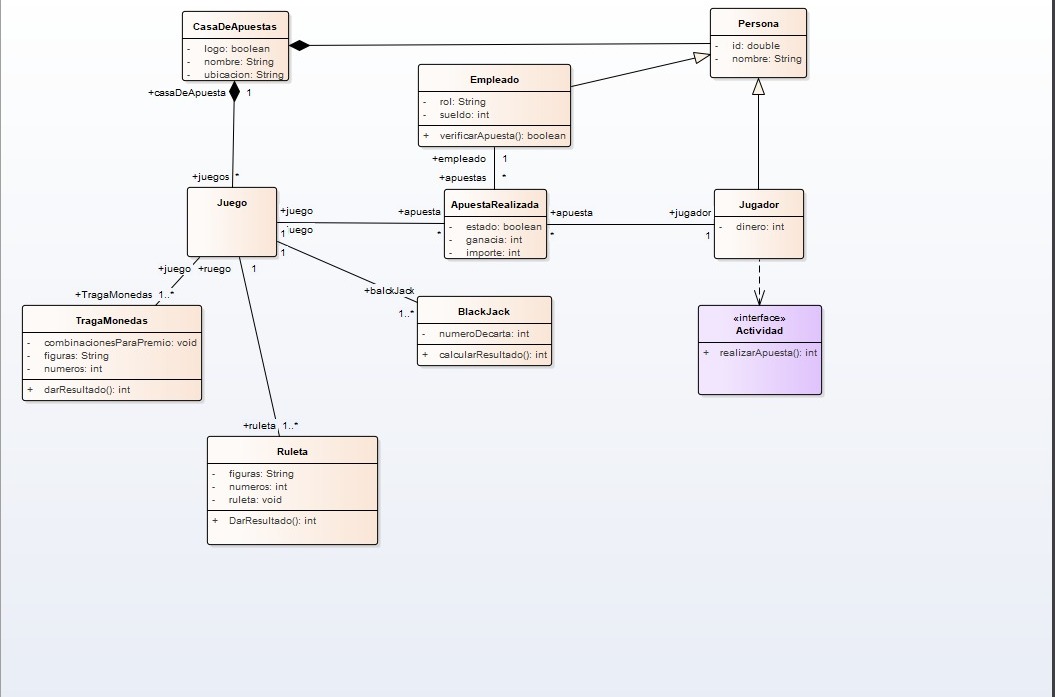 CasaDeApuestas
- logo: boolean
- nombre: String
- ubicacion: String
Persona
- id: double
- nombre: String
Empleado
- rol: String
- sueldo: int
+ verificarApuesta(): boolean
+casaDeApuesta 1
+juegos *
+empleado 1
+apuestas *
Juego
ApuestaRealizada
- estado: boolean
- ganacia: int
- importe: int
Jugador
- dinero: int
+juego
+apuesta
1
*
+apuesta
*
+jugador
1
1
+juego +ruego 1
+TragaMonedas 1..*
+balckJack
1..*
TragaMonedas
- combinacionesParaPremio: void
- figuras: String
- numeros: int
+ darResultado(): int
BlackJack
- numeroDecarta: int
+ calcularResultado(): int
«interface»
Actividad
+ realizarApuesta(): int
+ruleta 1..*
Ruleta
- figuras: String
- numeros: int
- ruleta: void
+ DarResultado(): int